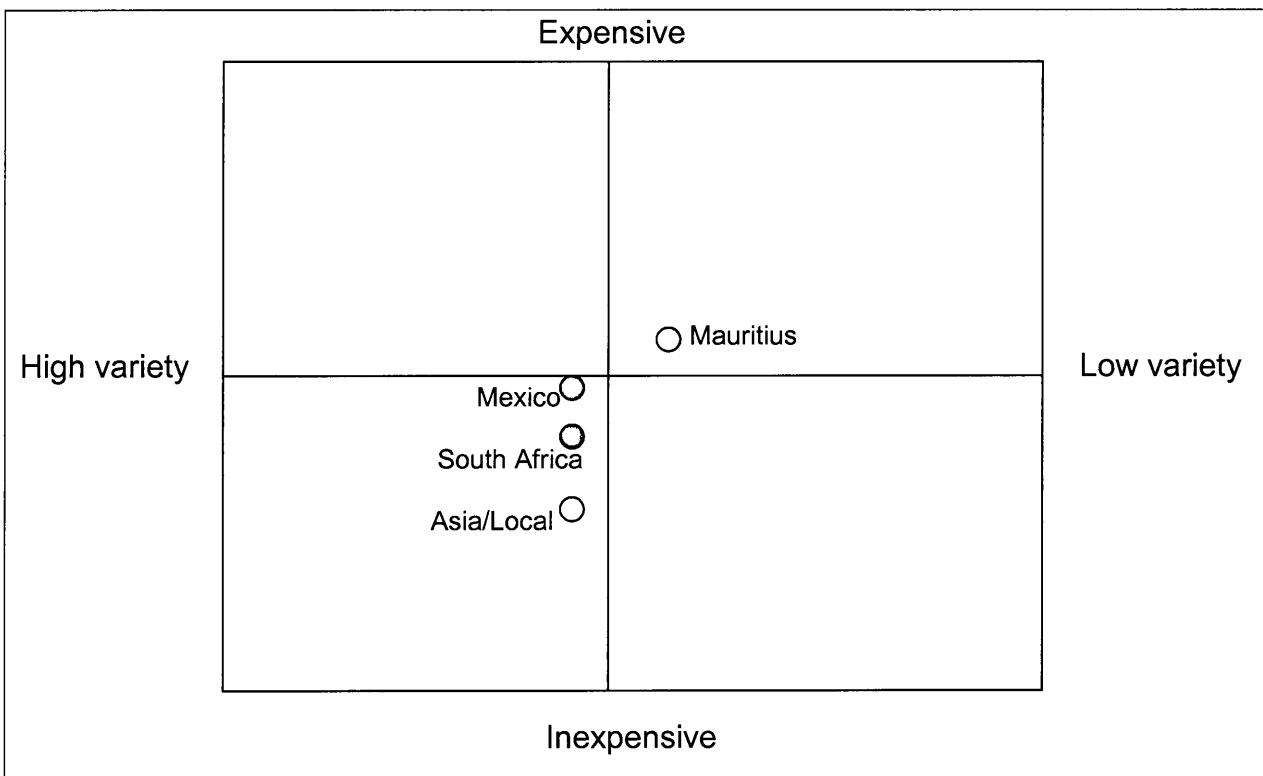 Expensive
Mauritius
High variety
Low variety
Mexico
South Africa
Asia/Local
Inexpensive